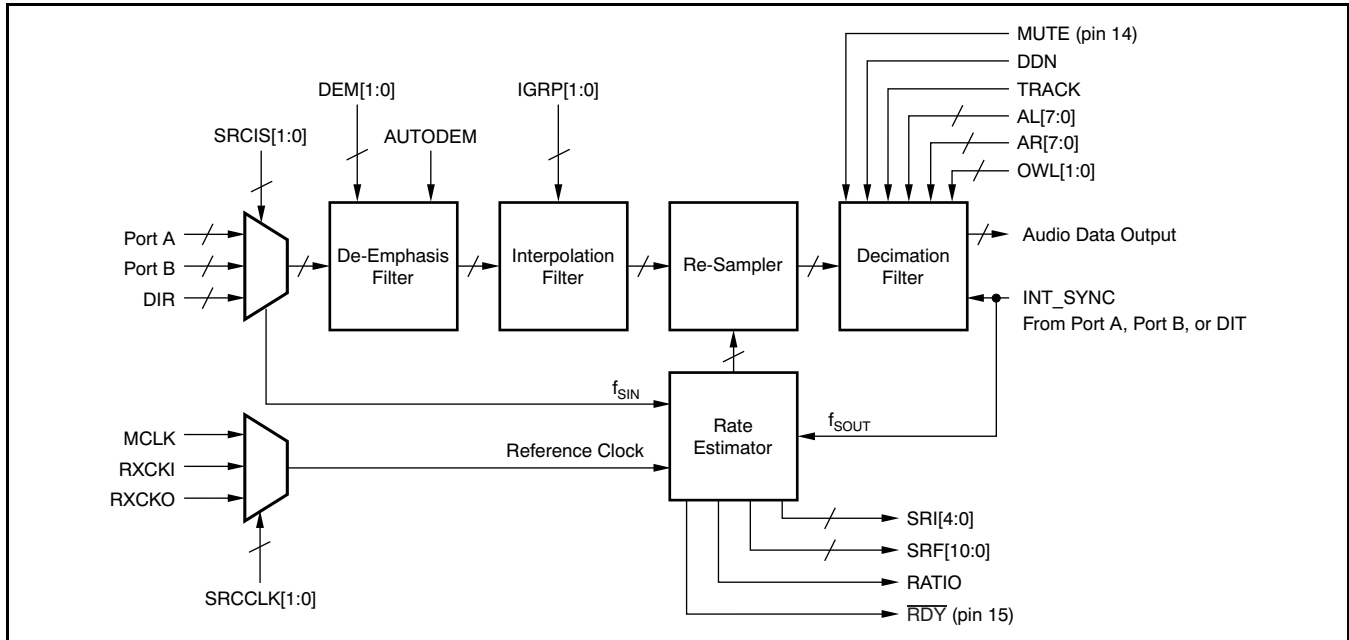 MUTE (pin 14)
DDN
TRACK
AL[7:0]
AR[7:0]
OWL[1:0]
DEM[1:0]
IGRP[1:0]
SRCIS[1:0]
AUTODEM
Port A
Port B
DIR
De-Emphasis
Filter
Interpolation
Filter
Re-Sampler
Decimation
Filter
Audio Data Output
INT_SYNC
From Port A, Port B, or DIT
fSIN
fSOUT
MCLK
RXCKI
RXCKO
Reference Clock
Rate
Estimator
SRCCLK[1:0]
SRI[4:0]
SRF[10:0]
RATIO
RDY (pin 15)